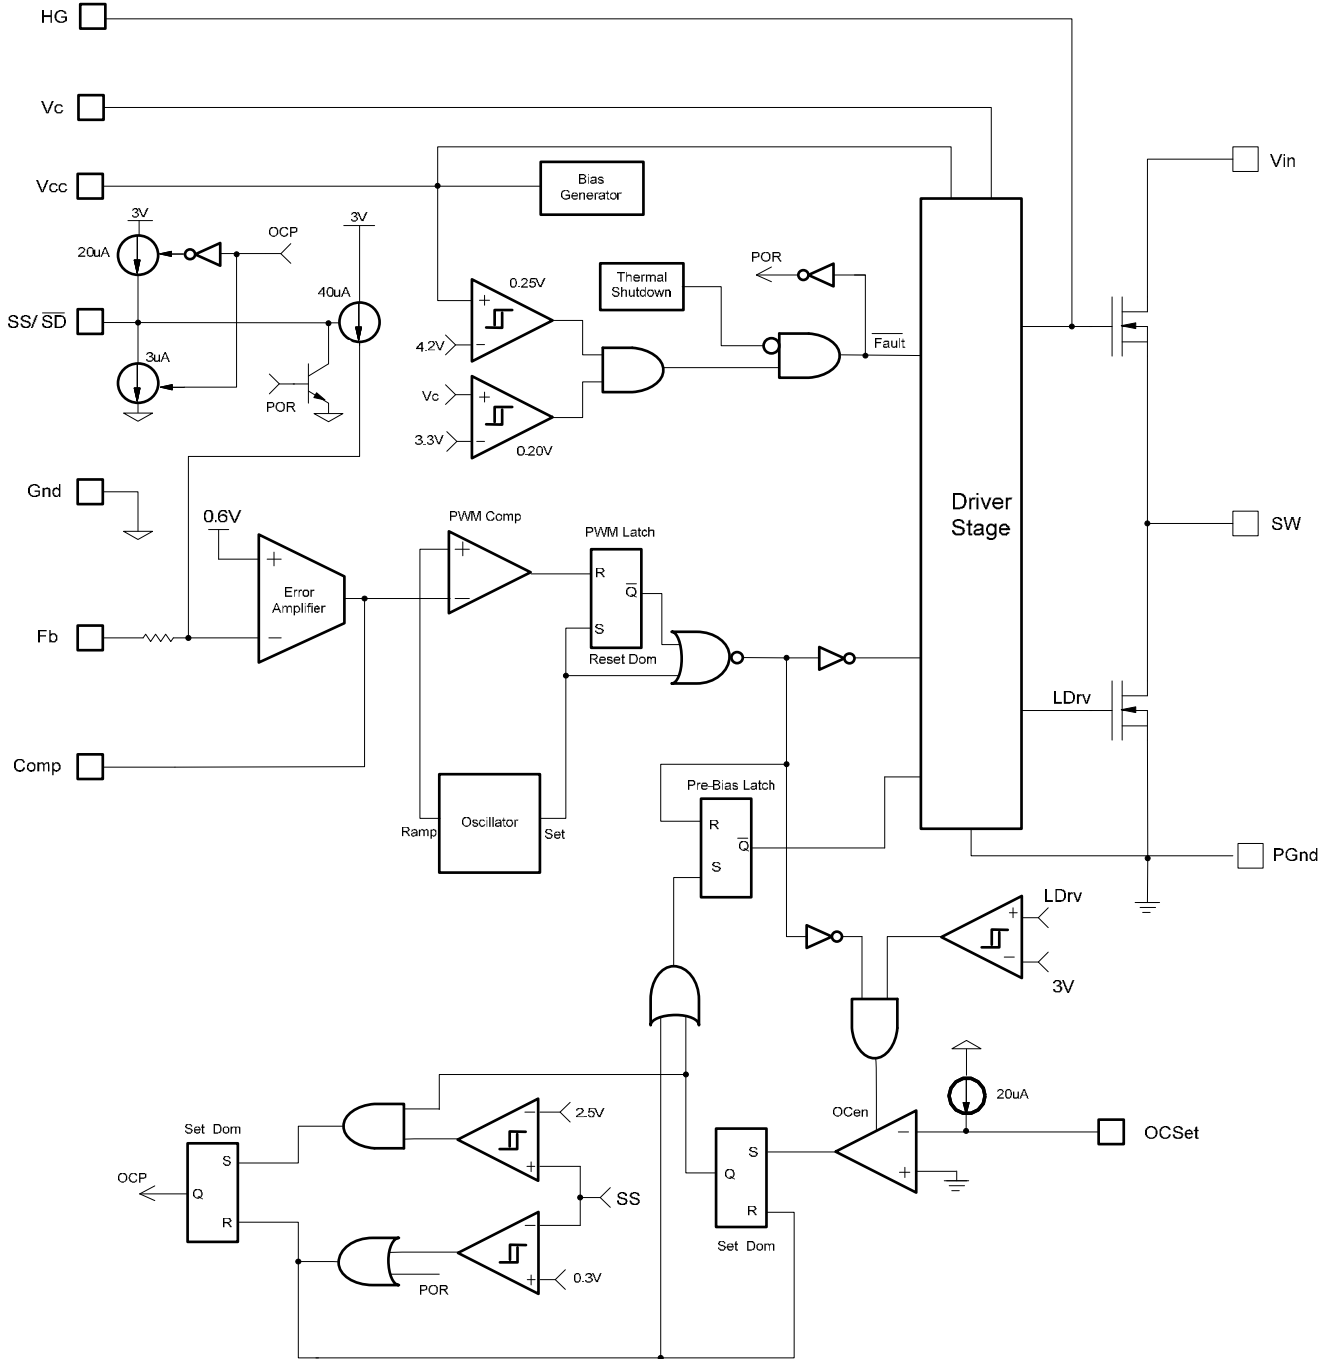 HG
Vc
Vcc
Bias
Generator
Vin
3V
20uA
OCP
3V
40uA
SS/SD
3uA
POR
0.25V
4.2V
Vc
3.3V
0.20V
Thermal
Shutdown
POR
Fault
Driver
Stage
SW
Gnd
0.6V
Error
Amplifier
PWM Comp
PWM Latch
R
Q
S
Reset Dom
Fb
LDrv
Comp
Ramp
Oscillator
Set
Pre-Bias Latch
R
Q
S
PGnd
LDrv
3V
OCen
20uA
OCSet
2.5V
Set Dom
S
OCP
Q
R
SS
0.3V
POR
S
Q
R
Set Dom
+
−
+
−
+
−
+
−
+
−
−
+
−
+
−
+